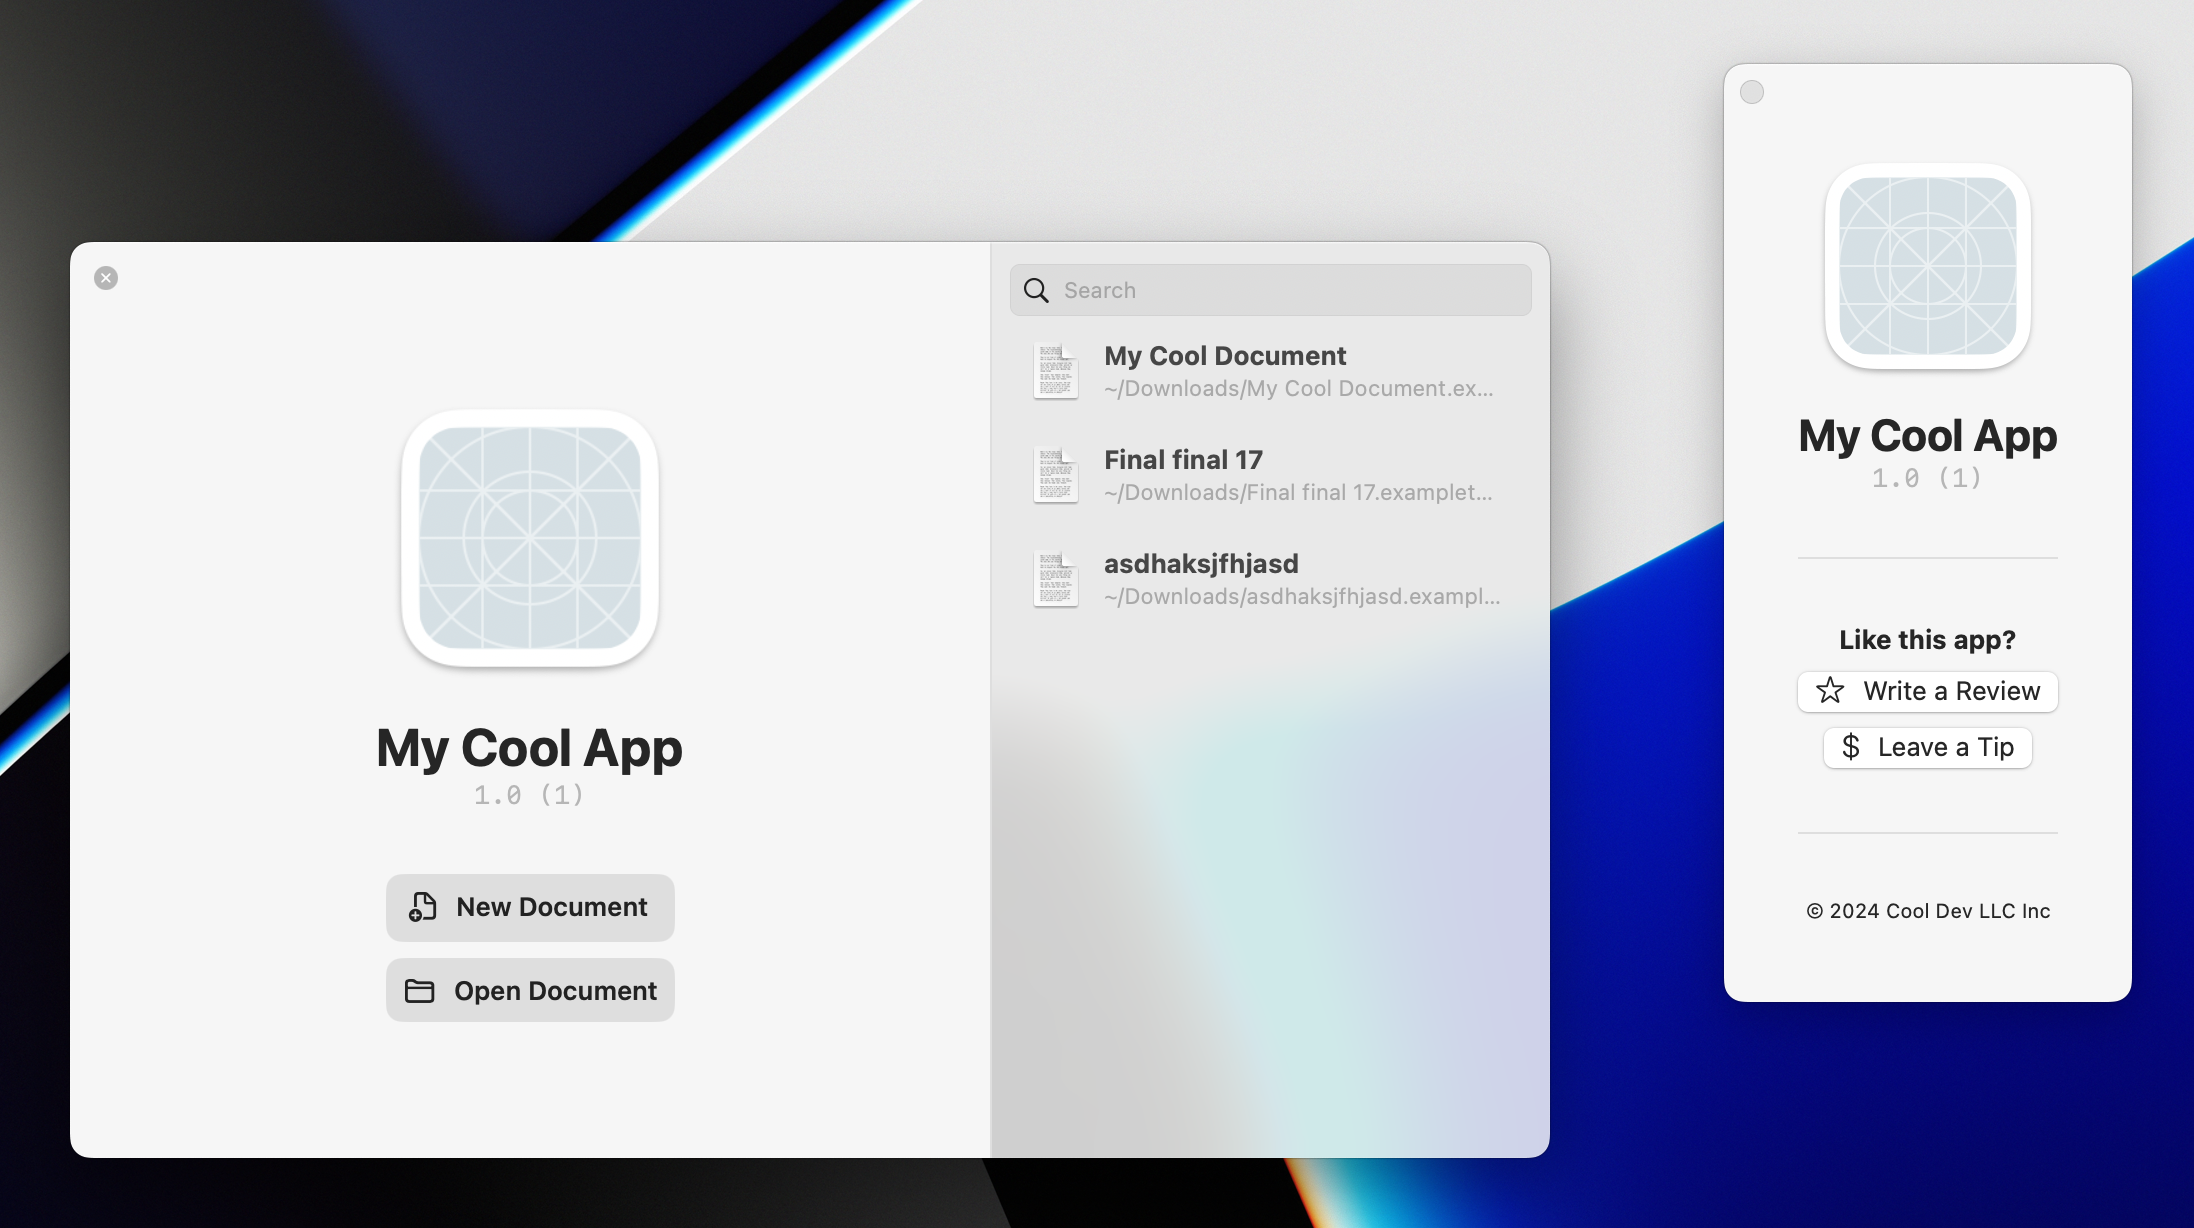 My Cool App
1.0 (1)
New Document
Open Document
Search
My Cool Document
~/Downloads/My Cool Document.ex...
Final final 17
~/Downloads/Final final 17.examplet...
asdhaksjfhjasd
~/Downloads/asdhaksjfhjasd.exampl...
My Cool App
1.0 (1)
Like this app?
Write a Review
$ Leave a Tip
© 2024 Cool Dev LLC Inc